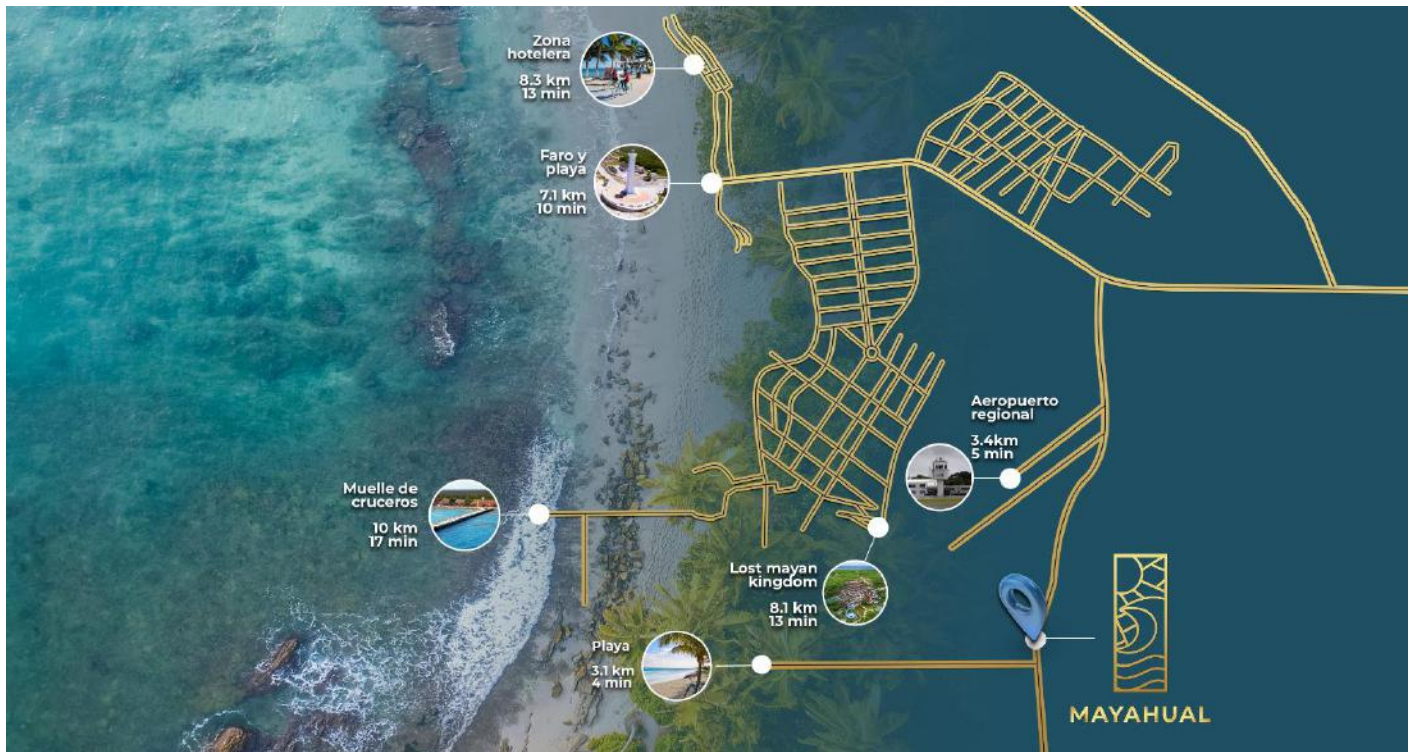 Zona
hotelera
8.3 km
13 min
Faro y
playa
7.1 km
10 min
Aeropuerto
regional
3.4km
5 min
Muelle de
cruceros
10 km
17 min
Lost mayan
kingdom
8.1 km
13 min
Playa
3.1 km
4 min
MAYAHUAL